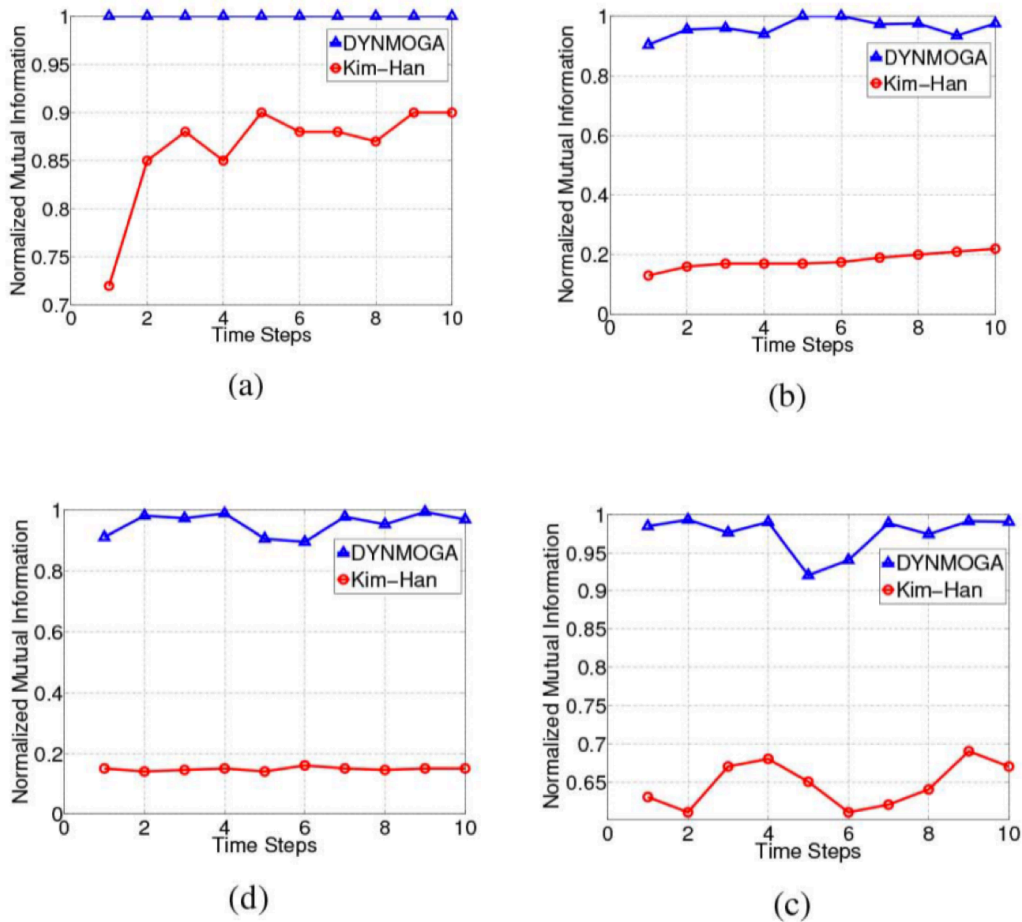 Normalized Mutual Information
1
0.95
0.9
0.85
0.8
0.75
0.7
0 2 4 6 8 10
Time Steps
DYNMOGA
Kim-Han
(a)
Normalized Mutual Information
1
0.8
0.6
0.4
0.2
0
0 2 4 6 8 10
Time Steps
DYNMOGA
Kim-Han
(b)
Normalized Mutual Information
1
0.8
0.6
0.4
0.2
0
0 2 4 6 8 10
Time Steps
DYNMOGA
Kim-Han
(d)
Normalized Mutual Information
1
0.95
0.9
0.85
0.8
0.75
0.7
0.65
0 2 4 6 8 10
Time Steps
DYNMOGA
Kim-Han
(c)